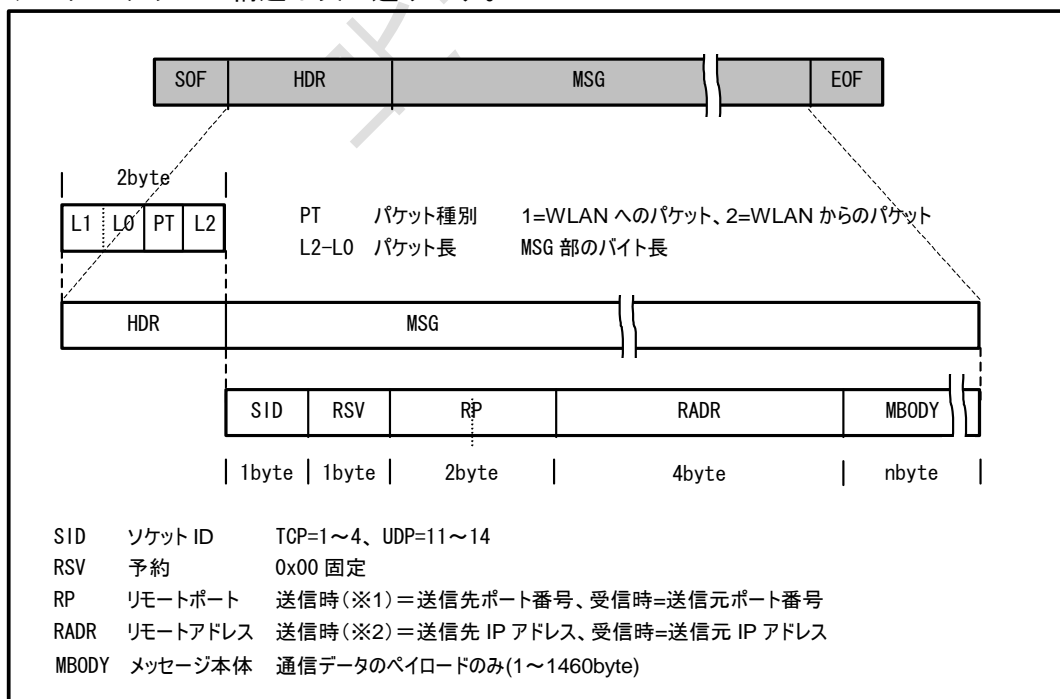 SOF HDR MSG EOF
2byte
L1 L0 PT L2
PT パケット種別 1=WLAN へのパケット、2=WLAN からのパケット
L2-L0 パケット長 MSG 部のバイト長
HDR MSG
SID RSV RP RADR MBODY
1byte 1byte 2byte 4byte nbyte
SID ソケット ID TCP=1～4、 UDP=11～14
RSV 予約 0x00 固定
RP リモートポート 送信時(※1)＝送信先ポート番号、受信時=送信元ポート番号
RADR リモートアドレス 送信時(※2)＝送信先 IP アドレス、受信時=送信元 IP アドレス
MBODY メッセージ本体 通信データのペイロードのみ(1～1460byte)